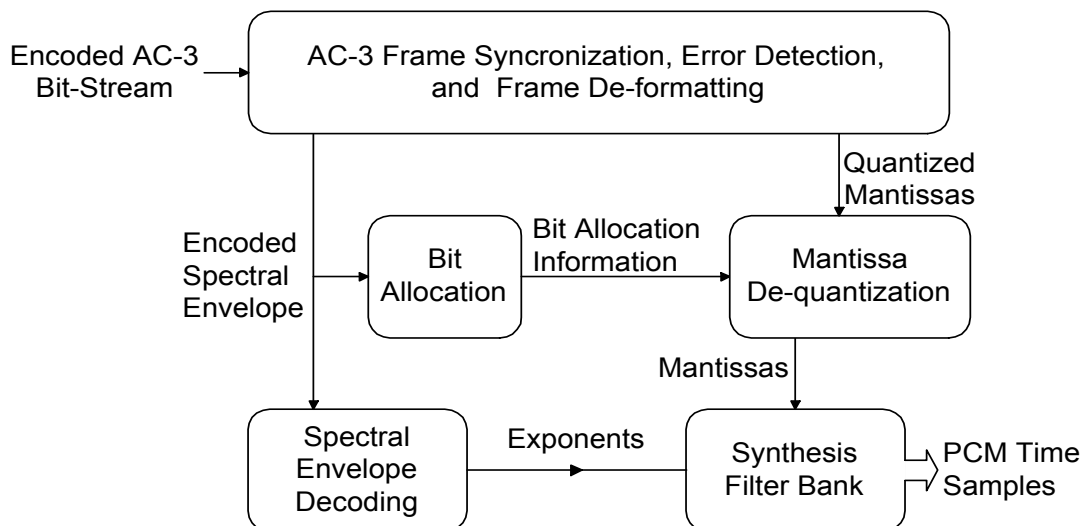 Encoded AC-3
Bit-Stream
AC-3 Frame Syncronization, Error Detection,
and Frame De-formatting
Quantized
Mantissas
Encoded
Spectral
Envelope
Bit
Allocation
Bit Allocation
Information
Mantissa
De-quantization
Mantissas
Spectral
Envelope
Decoding
Exponents
Synthesis
Filter Bank
PCM Time
Samples